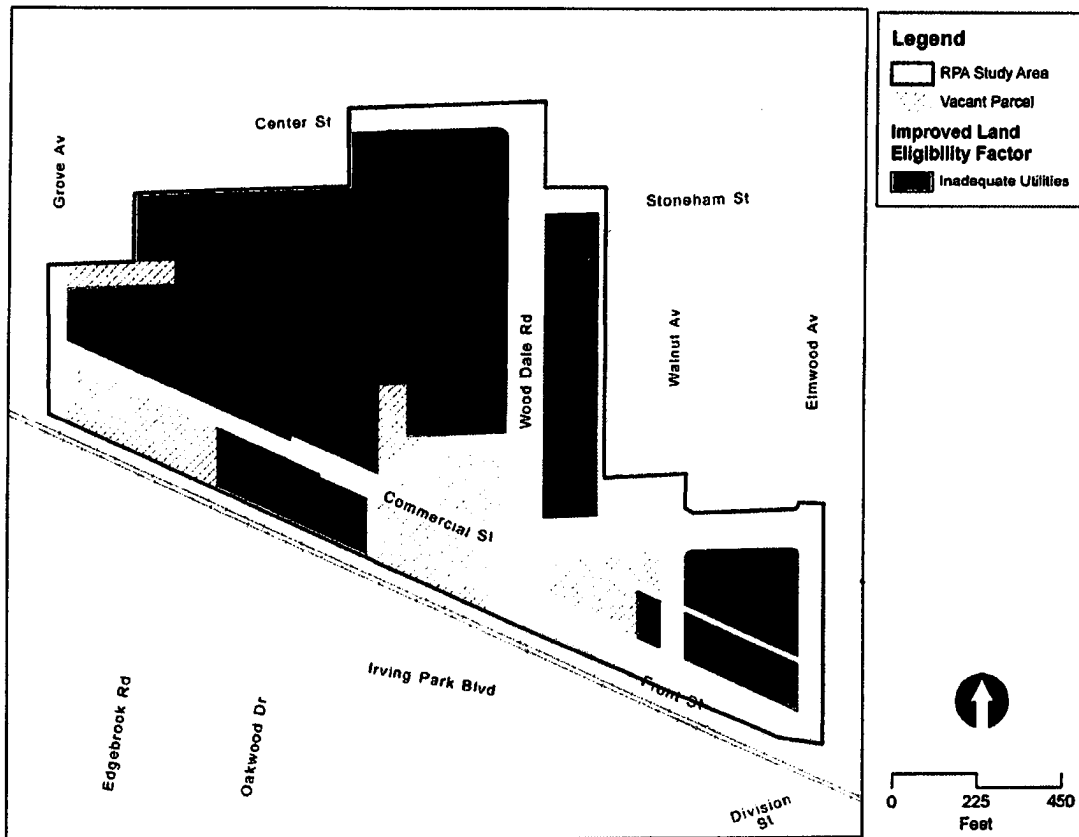 Legend
RPA Study Area
Vacant Parcel
Improved Land
Eligibility Factor
Inadequate Utilities
Center St
Grove Av
Stoneham St
Wood Dale Rd
Walnut Av
Elmwood Av
Commercial St
Irving Park Blvd
Front St
Edgebrook Rd
Oakwood Dr
Division
St
0 225 450
Feet